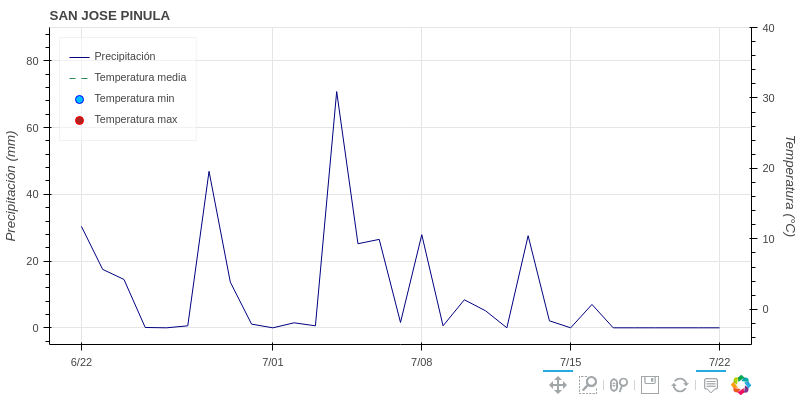 SAN JOSE PINULA
Precipitación
Temperatura media
Temperatura min
Temperatura max
Precipitación (mm)
80
60
40
20
0
40
30
20
10
0
Temperatura (°C)
6/22
7/01
7/08
7/15
7/22